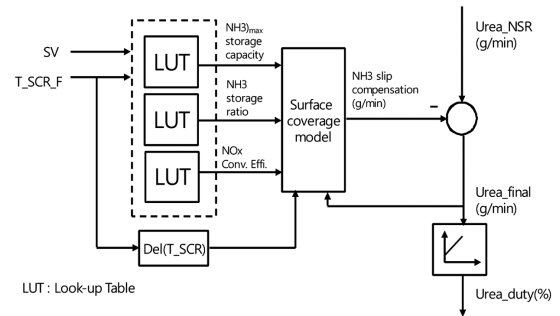 SV
T_SCR_F
LUT
LUT
LUT
NH3)max
storage
capacity
NH3
storage
ratio
NOx
Conv. Effi.
Surface
coverage
model
NH3 slip
compensation
(g/min)
–
Urea_NSR
(g/min)
Urea_final
(g/min)
Del(T_SCR)
Urea_duty(%)
LUT : Look-up Table